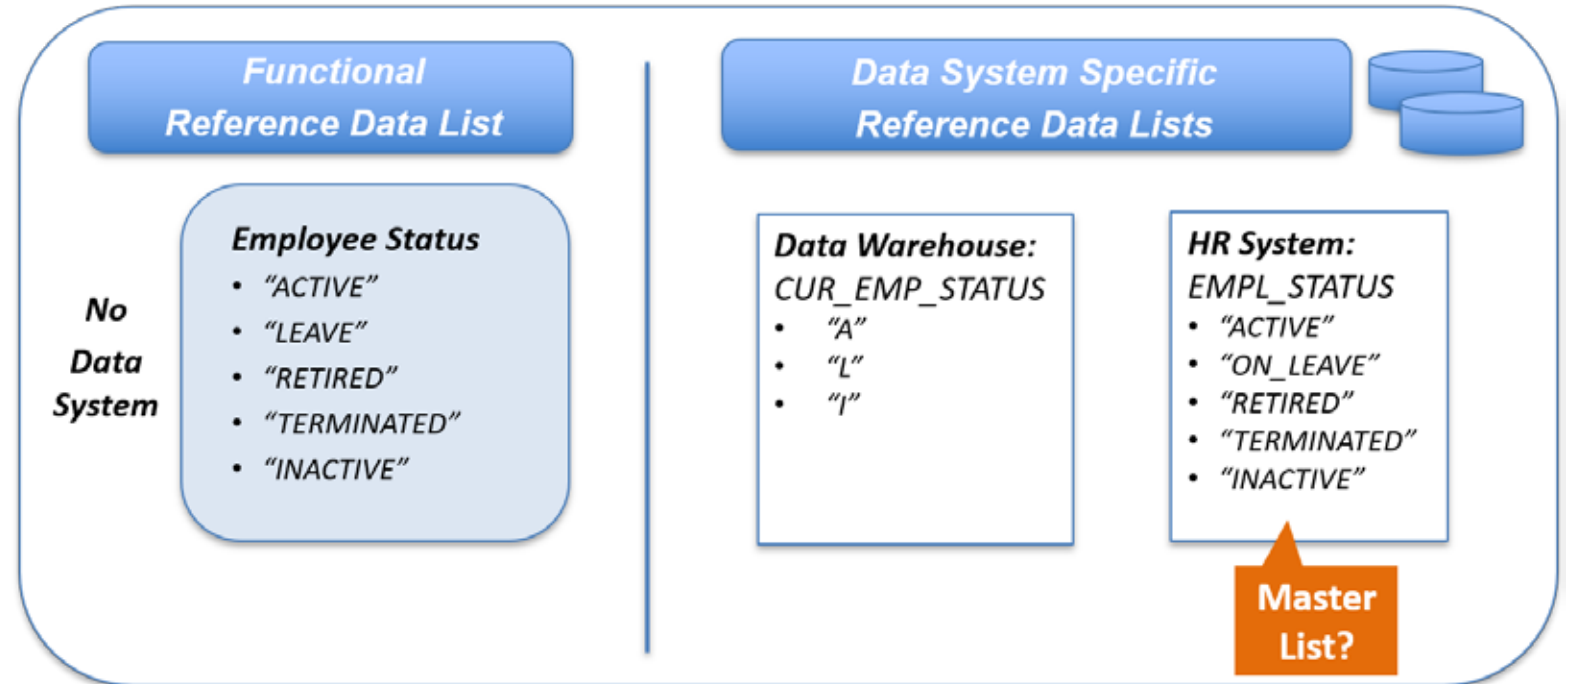 Functional
Reference Data List
Data System Specific
Reference Data Lists
No
Data
System
Employee Status
• “ACTIVE”
• “LEAVE”
• “RETIRED”
• “TERMINATED”
• “INACTIVE”
Data Warehouse:
CUR_EMP_STATUS
• “A”
• “L”
• “I”
HR System:
EMPL_STATUS
• “ACTIVE”
• “ON_LEAVE”
• “RETIRED”
• “TERMINATED”
• “INACTIVE”
Master
List?